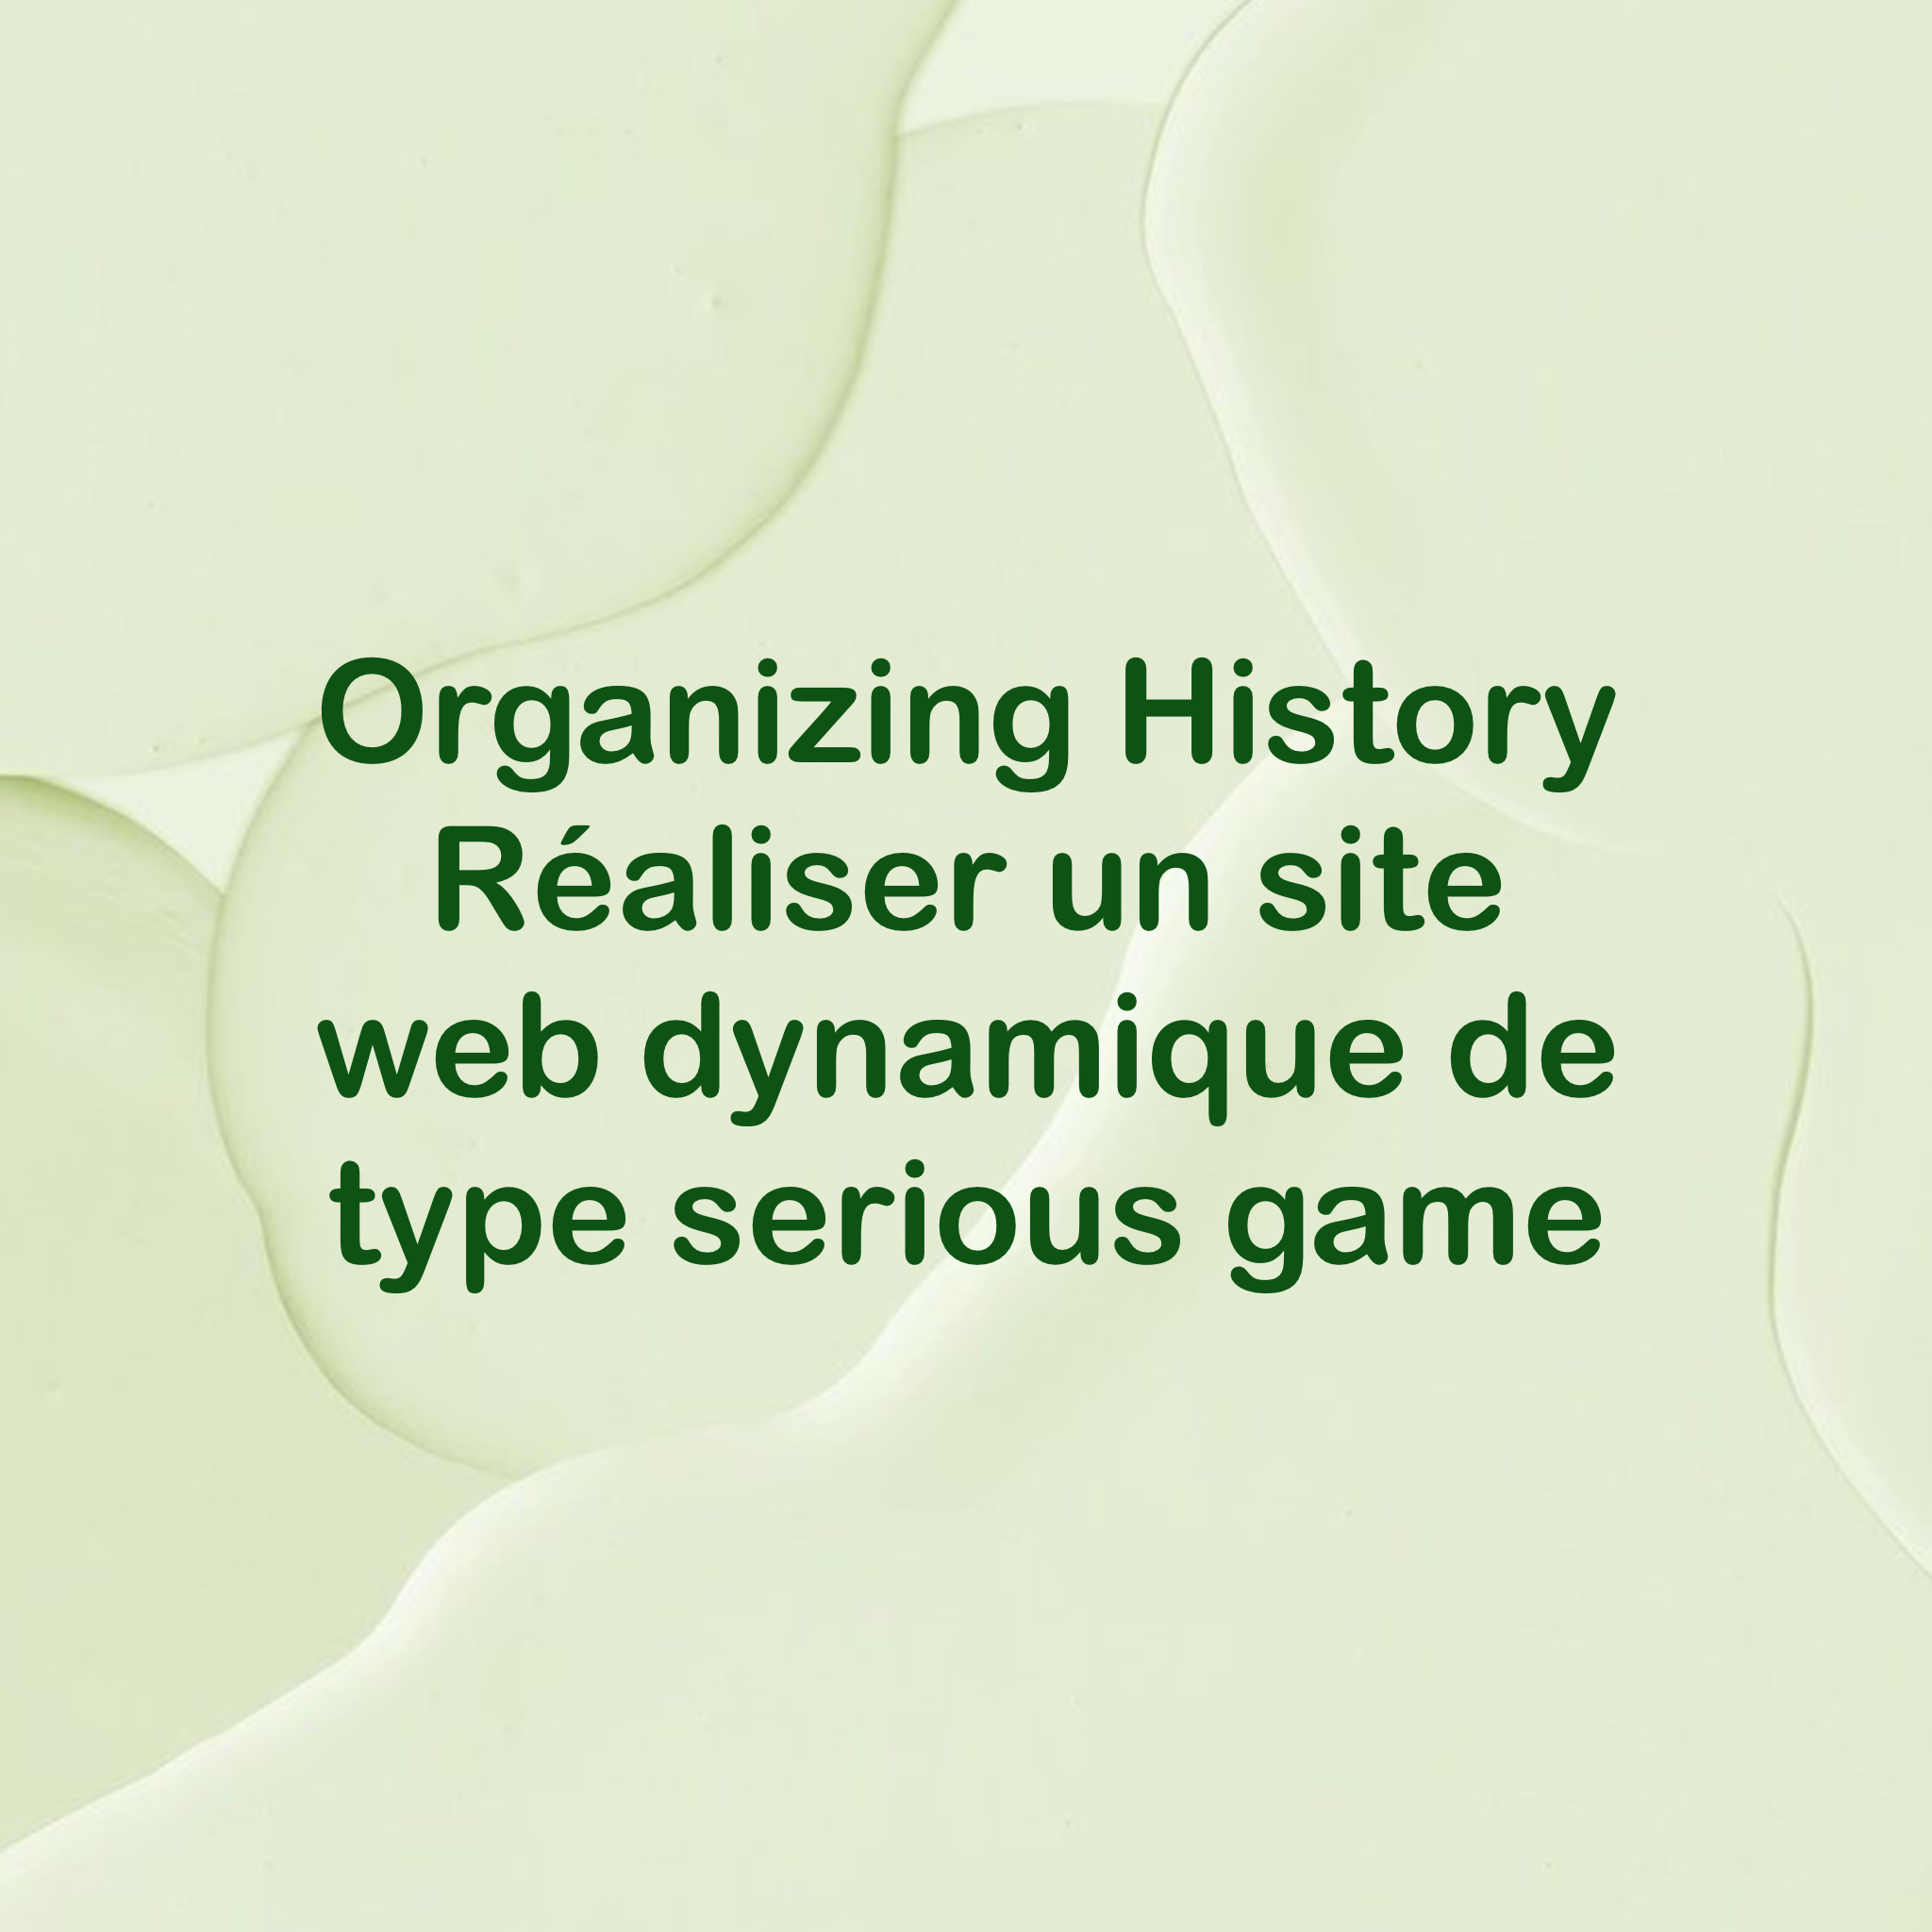 Organizing History
Réaliser un site
web dynamique de
type serious game